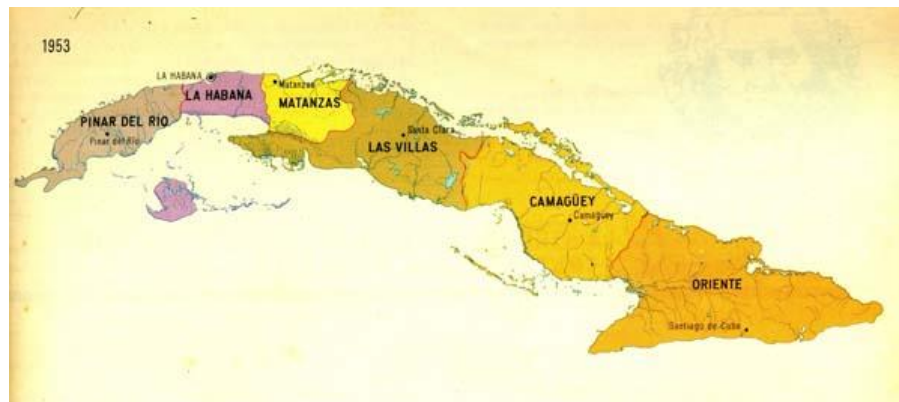 1953
LA HABANA
LA HABANA
Matanzas
MATANZAS
PINAR DEL RIO
Pinar del Río
Santa Clara
LAS VILLAS
CAMAGÜEY
Camagüey
ORIENTE
Santiago de Cuba